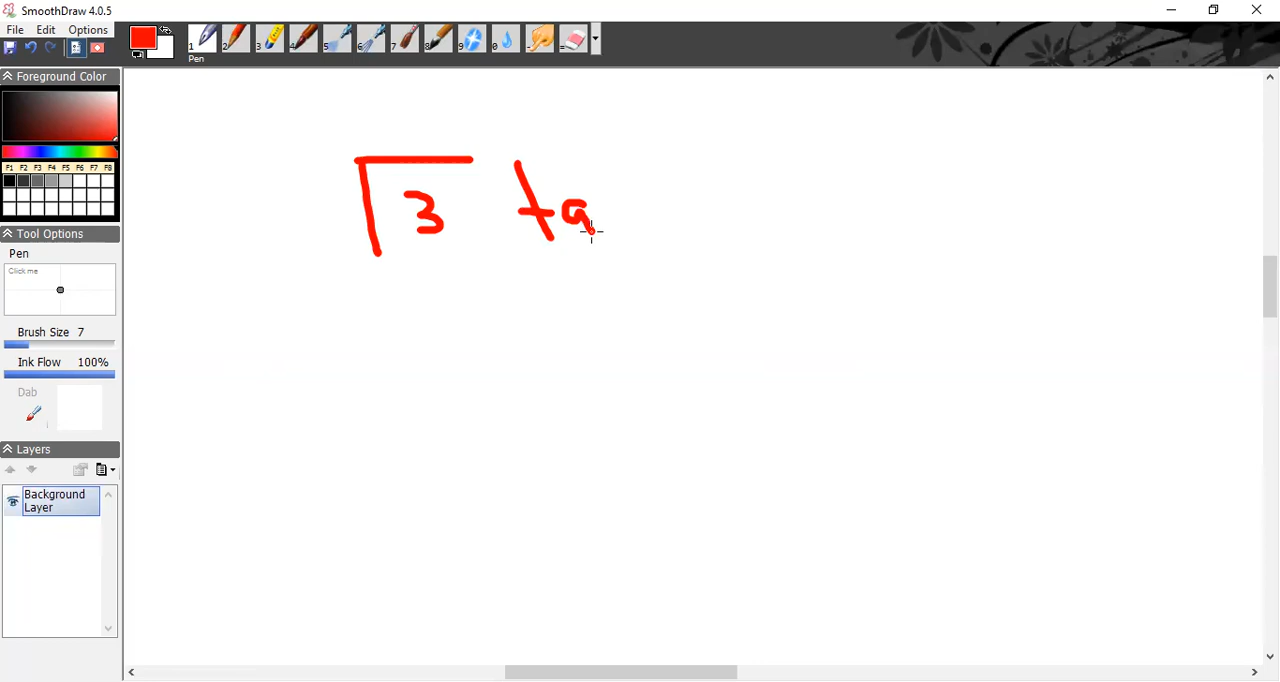 SmoothDraw 4.0.5
File Edit Options
1 2 3 4 5 6 7 8 9 0 - =
Pen
Foreground Color
F1 F2 F3 F4 F5 F6 F7 F8
Tool Options
Pen
Click me
Brush Size 7
Ink Flow 100%
Dab
Layers
Background
Layer
√3 ta